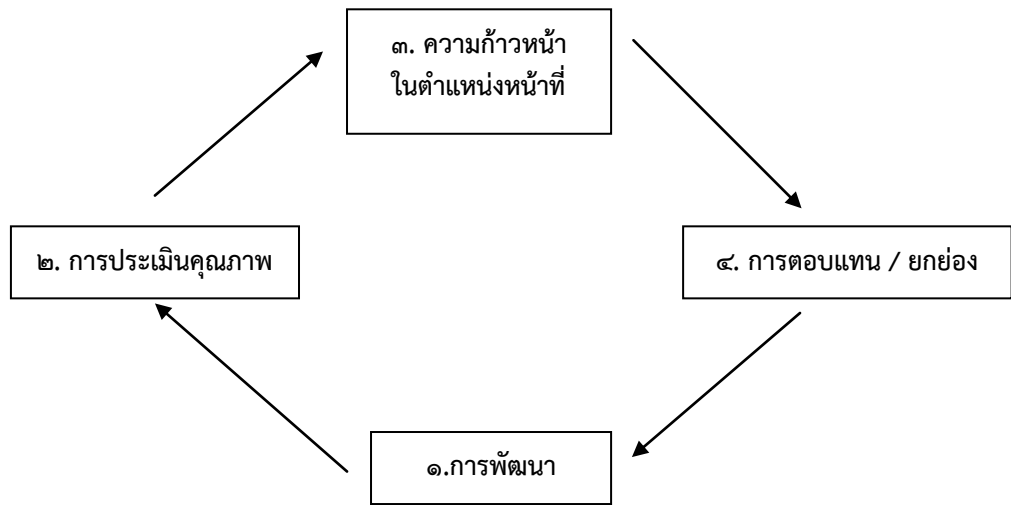 ๓. ความก้าวหน้า
ในตำแหน่งหน้าที่
๒. การประเมินคุณภาพ
๔. การตอบแทน / ยกย่อง
๑.การพัฒนา